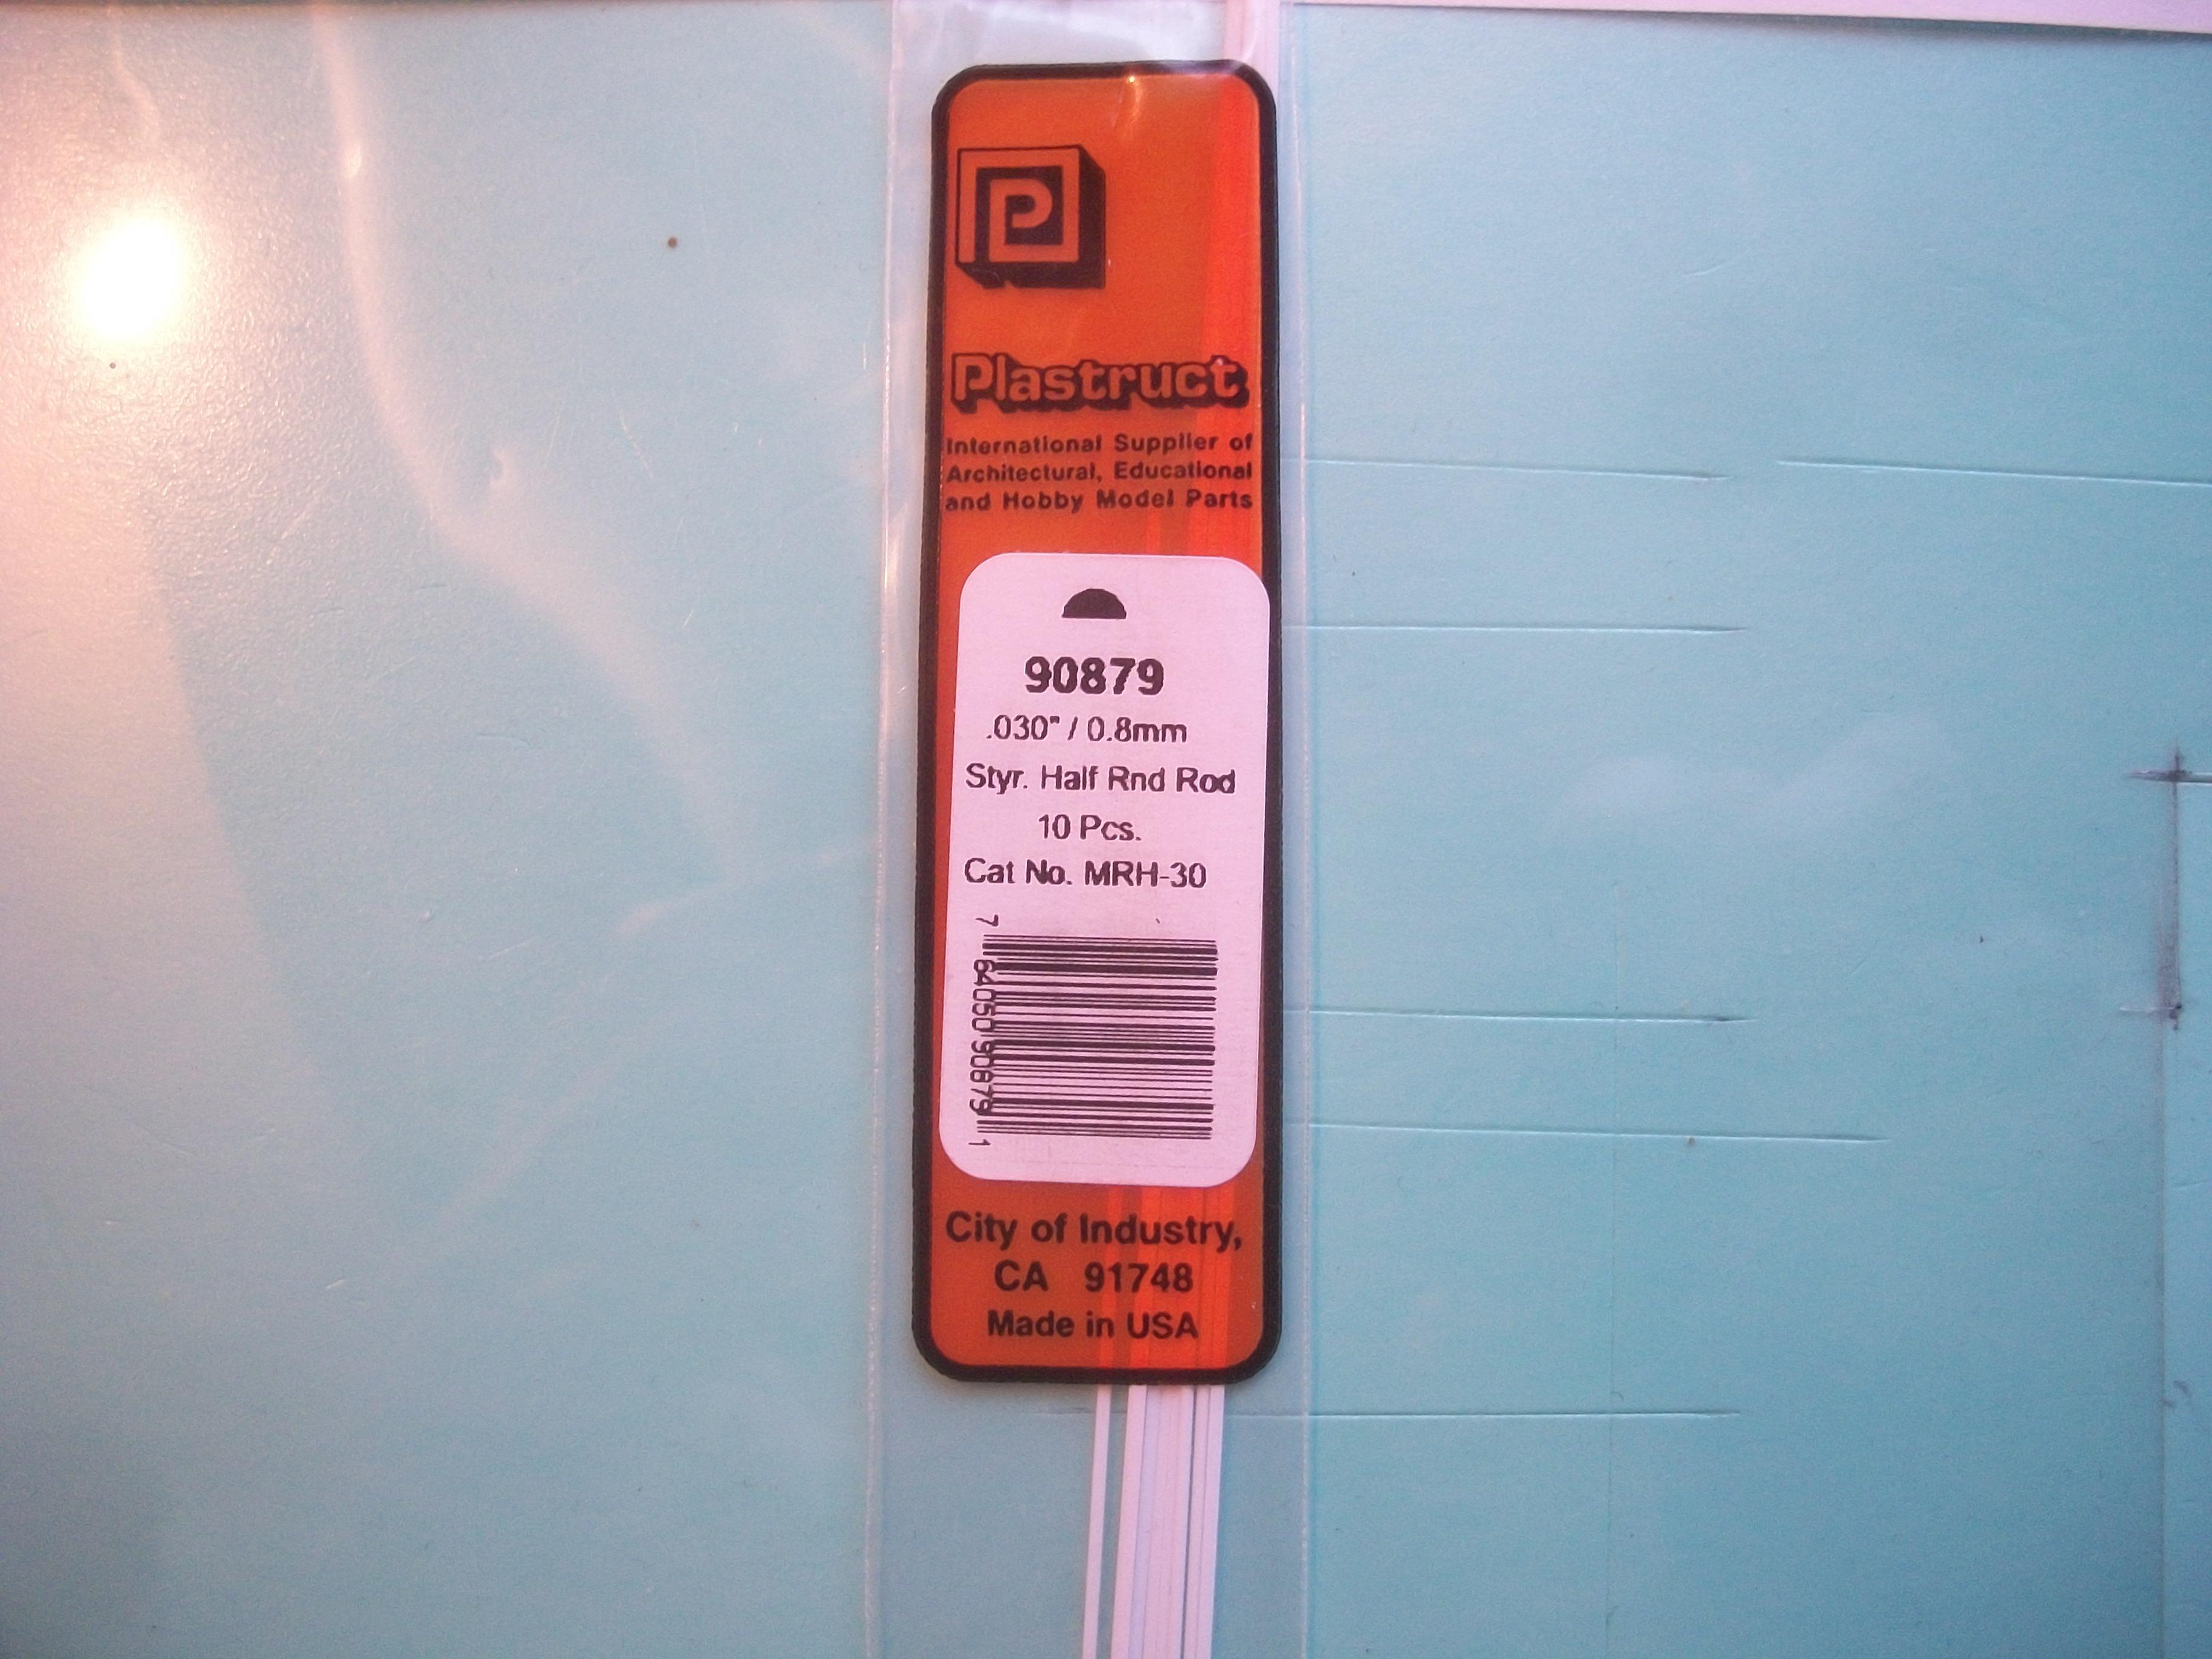 P
Plastruct
International Supplier of
Architectural, Educational
and Hobby Model Parts
90879
.030" / 0.8mm
Styr. Half Rnd Rod
10 Pcs.
Cat No. MRH-30
7 64050 90879 1
City of Industry,
CA 91748
Made in USA